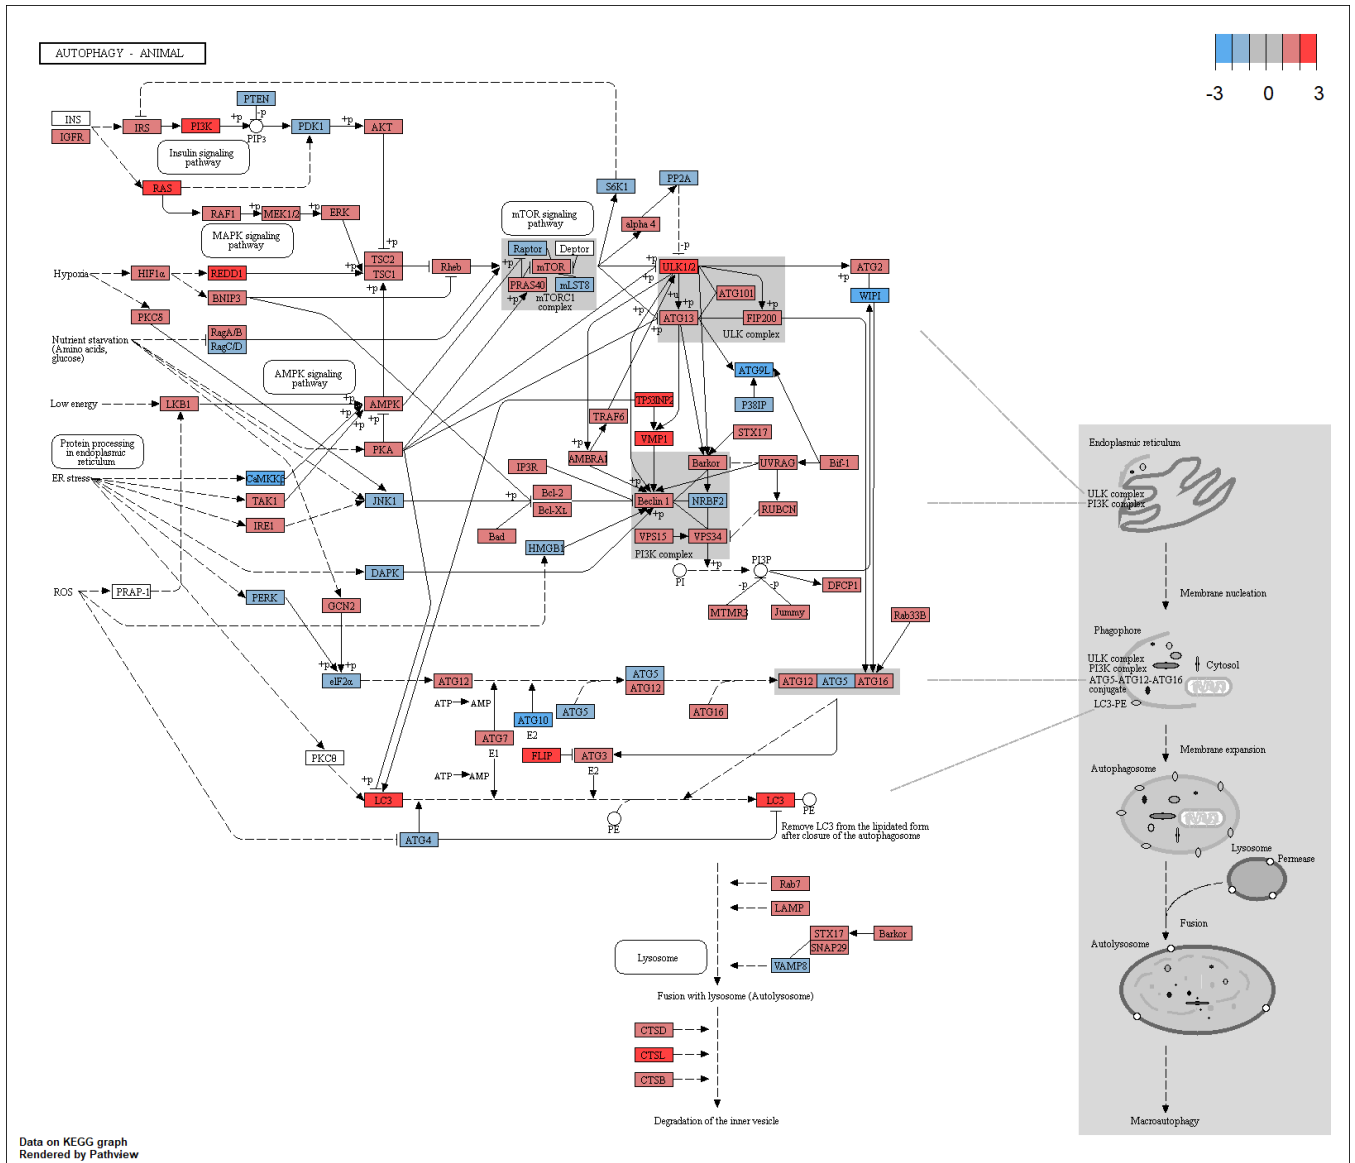 AUTOPHAGY - ANIMAL
-3 0 3
PTEN
INS
IGFR
IRS
PI3K
+p
-p
PIP3
PDK1
+p
AKT
Insulin signaling
pathway
RAS
S6K1
PP2A
RAF1
+p
MEK1/2
+p
ERK
MAPK signaling
pathway
mTOR signaling
pathway
alpha 4
+p
-p
+p
TSC2
TSC1
+p
+p
Rheb
Raptor
Deptor
mTOR
PRAS40
mLST8
+p
mTORC1
complex
Hypoxia
HIF1α
REDD1
BNIP3
PKCδ
+p
+p
ULK1/2
ATG2
+p
WIPI
+u
+p
ATG101
+p
+p
ATG13
FIP200
+p
ULK complex
Nutrient starvation
(Amino acids,
glucose)
RagA/B
RagC/D
AMPK signaling
pathway
ATG9L
P38IP
Low energy
LKB1
+p
+p
AMPK
+p
PKA
TP53INP2
+p
VMP1
TRAF6
+p
AMBRA1
STX17
Barkor
UVRAG
Bif-1
Protein processing
in endoplasmic
reticulum
ER stress
CaMKKβ
TAK1
IRE1
JNK1
IP3R
+p
Bcl-2
Bcl-XL
Bad
+p
Beclin 1
+p
NRBF2
RUBCN
VPS15
VPS34
PI3K complex
HMGB1
DAPK
+p
PI
PI3P
-p
-p
DFCP1
MTMR3
Jummy
Rab33B
ROS
PRAP-1
PERK
GCN2
+p
+p
eIF2α
ATG12
ATG5
ATG12
ATG12
ATG5
ATG16
ATP
AMP
ATG10
E2
ATG5
ATG16
ATG7
E1
FLIP
ATG3
E2
ATP
AMP
PKCθ
+p
LC3
LC3
PE
PE
ATG4
Remove LC3 from the lipidated form
after closure of the autophagosome
Rab7
LAMP
STX17
SNAP29
Barkor
VAMP8
Lysosome
Fusion with lysosome (Autolysosome)
CTSD
CTSL
CTSB
Degradation of the inner vesicle
Endoplasmic reticulum
ULK complex
PI3K complex
Membrane nucleation
Phagophore
ULK complex
PI3K complex
ATG5-ATG12-ATG16
conjugate
LC3-PE
Cytosol
Membrane expansion
Autophagosome
Lysosome
Permease
Fusion
Autolysosome
Macroautophagy
Data on KEGG graph
Rendered by Pathview